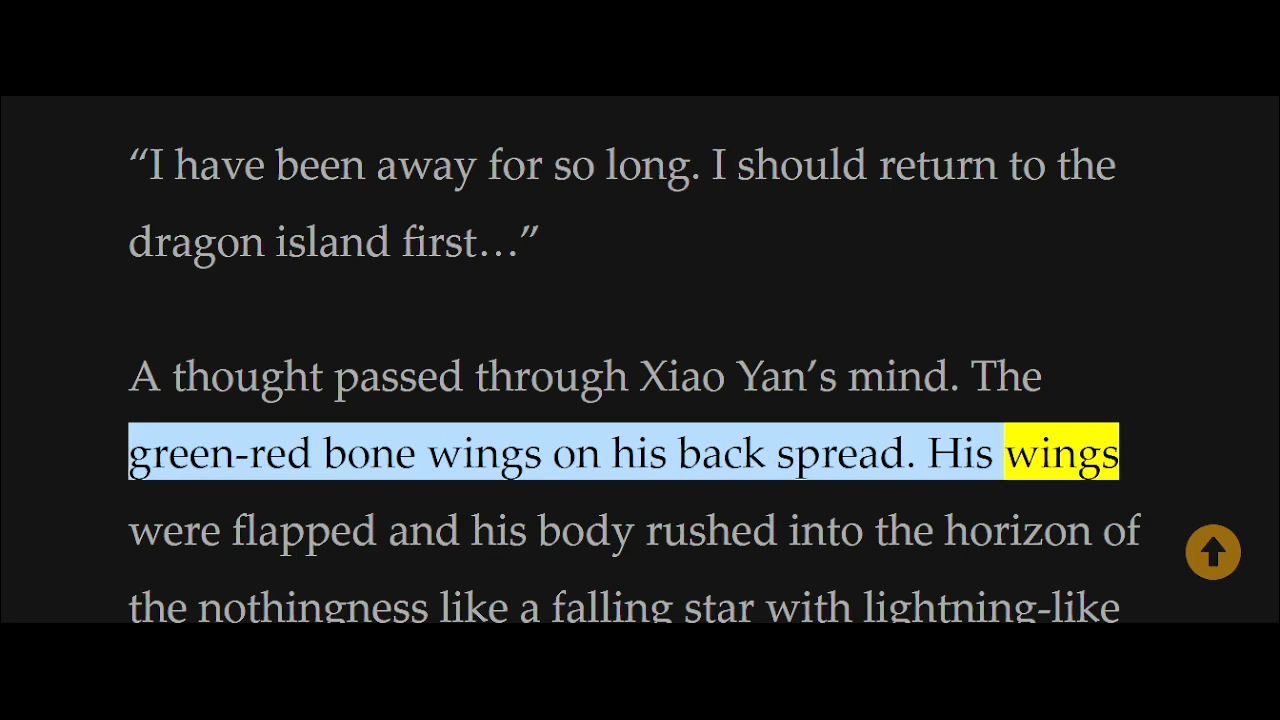 “I have been away for so long. I should return to the
dragon island first…”
A thought passed through Xiao Yan’s mind. The
green-red bone wings on his back spread. His wings
were flapped and his body rushed into the horizon of
the nothingness like a falling star with lightning-like